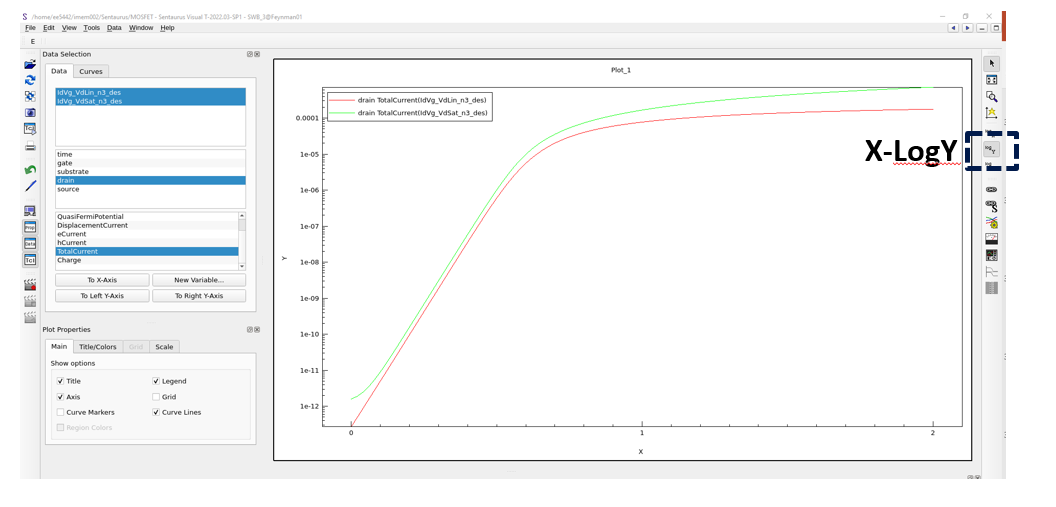 S /home/ee5442/imam002/Sentaurus/MOSFET - Sentaurus Visual T-2022.03-SP1 - SWB_3@Feynman01
File Edit View Tools Data Window Help
E
Data Selection
Data Curves
IdVg_VdLin_n3_des
IdVg_VdSat_n3_des
time
gate
substrate
drain
source
QuasiFermiPotential
DisplacementCurrent
eCurrent
hCurrent
TotalCurrent
Charge
To X-Axis New Variable...
To Left Y-Axis To Right Y-Axis
Plot Properties
Main Title/Colors Grid Scale
Show options
Title Legend
Axis Grid
Curve Markers Curve Lines
Region Colors
Plot_1
drain TotalCurrent(IdVg_VdLin_n3_des)
drain TotalCurrent(IdVg_VdSat_n3_des)
0.0001
1e-05
1e-06
1e-07
1e-08
1e-09
1e-10
1e-11
1e-12
Y
0 1 2
X
X-LogY
log Y
Prop
Data
Tcl